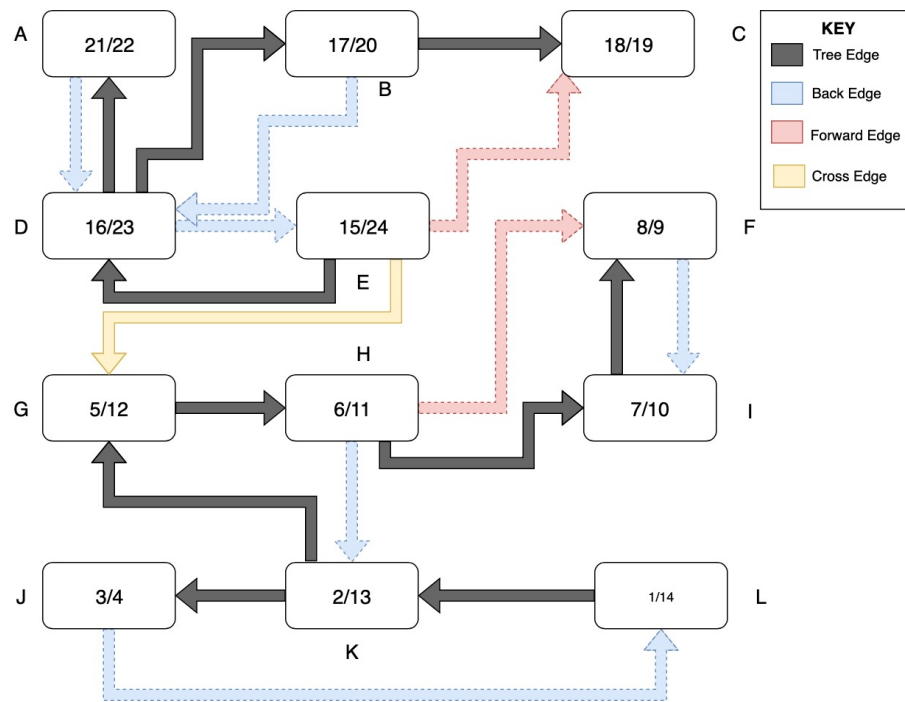 A
21/22
17/20
B
18/19
C
KEY
Tree Edge
Back Edge
Forward Edge
Cross Edge
D
16/23
15/24
E
8/9
F
H
G
5/12
6/11
7/10
I
J
3/4
2/13
K
1/14
L